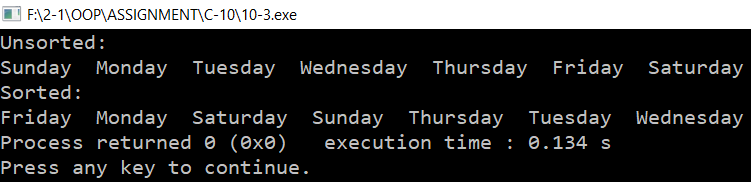 F:\2-1\OOP\ASSIGNMENT\C-10\10-3.exe
Unsorted:
Sunday  Monday  Tuesday  Wednesday  Thursday  Friday  Saturday
Sorted:
Friday  Monday  Saturday  Sunday  Thursday  Tuesday  Wednesday
Process returned 0 (0x0)   execution time : 0.134 s
Press any key to continue.